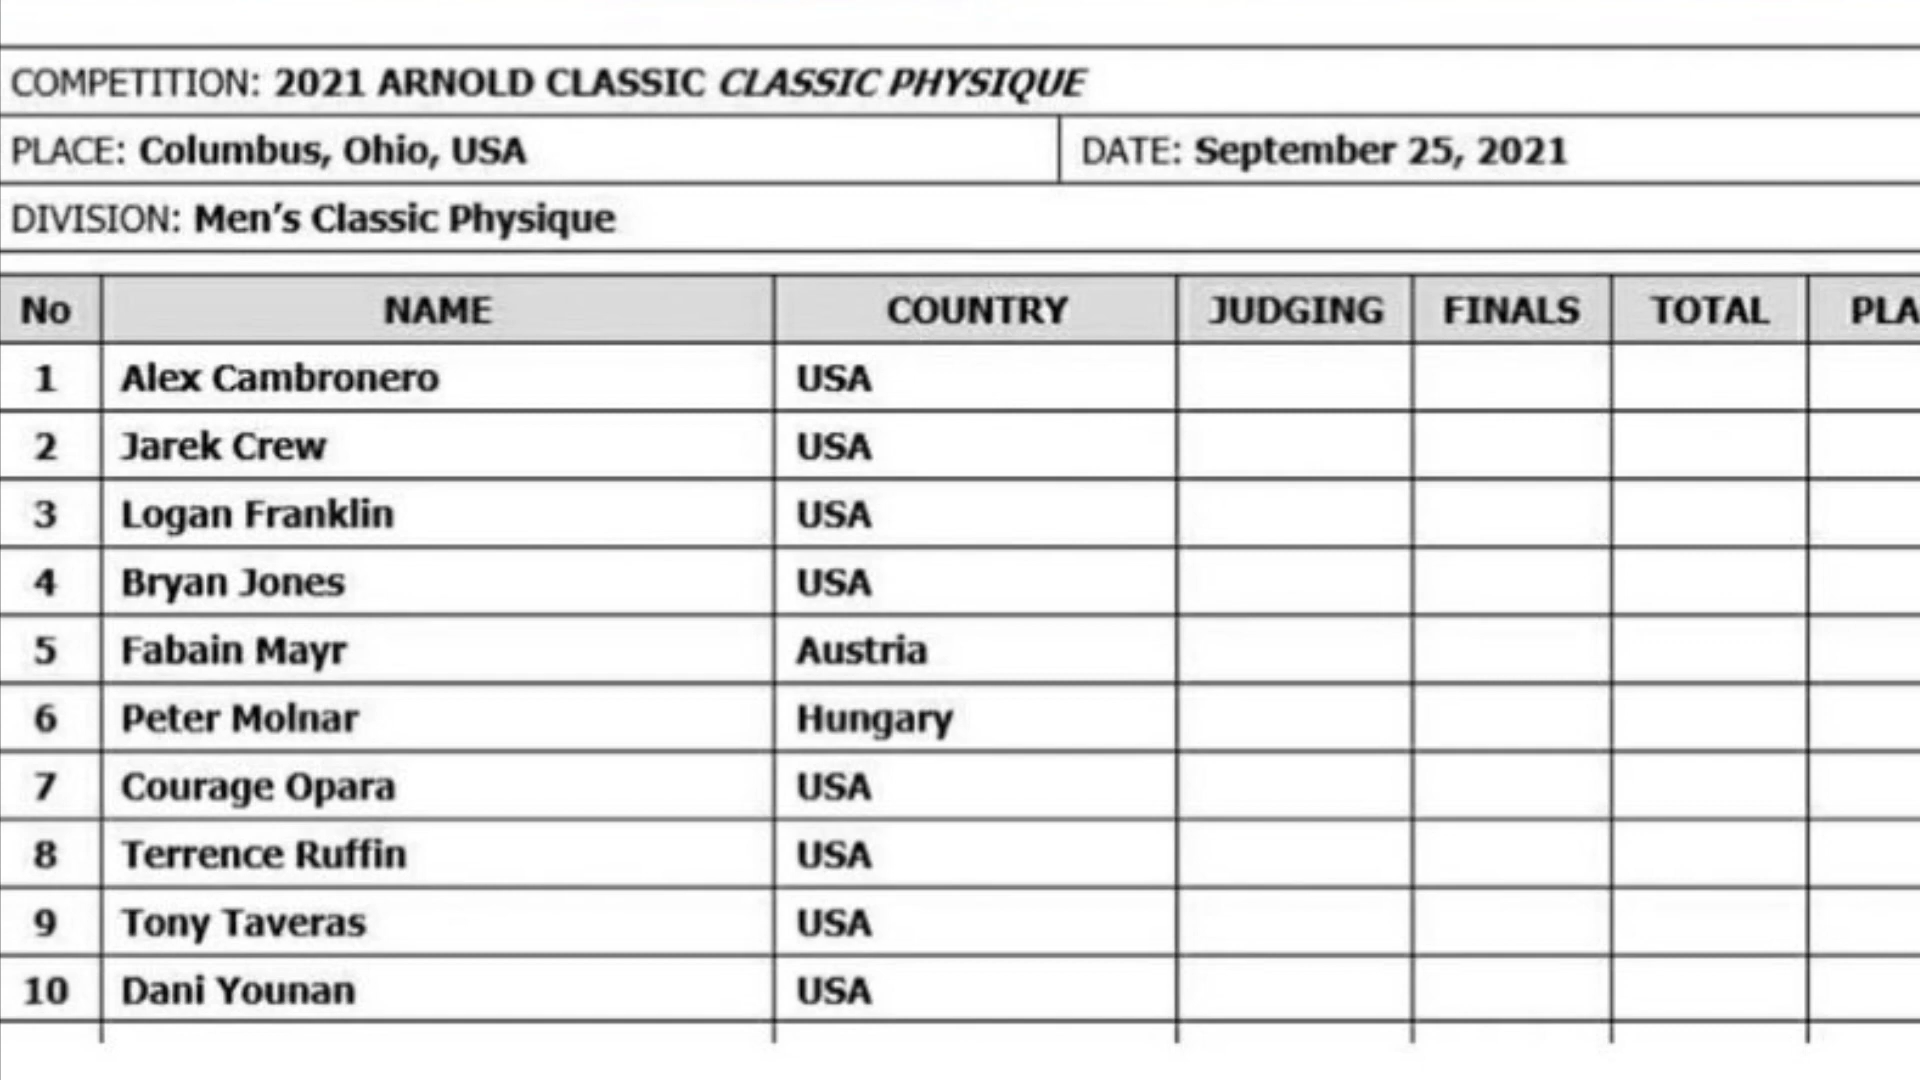 COMPETITION: 2021 ARNOLD CLASSIC CLASSIC PHYSIQUE
PLACE: Columbus, Ohio, USA DATE: September 25, 2021
DIVISION: Men's Classic Physique
No NAME COUNTRY JUDGING FINALS TOTAL PLA
1 Alex Cambronero USA
2 Jarek Crew USA
3 Logan Franklin USA
4 Bryan Jones USA
5 Fabain Mayr Austria
6 Peter Molnar Hungary
7 Courage Opara USA
8 Terrence Ruffin USA
9 Tony Taveras USA
10 Dani Younan USA